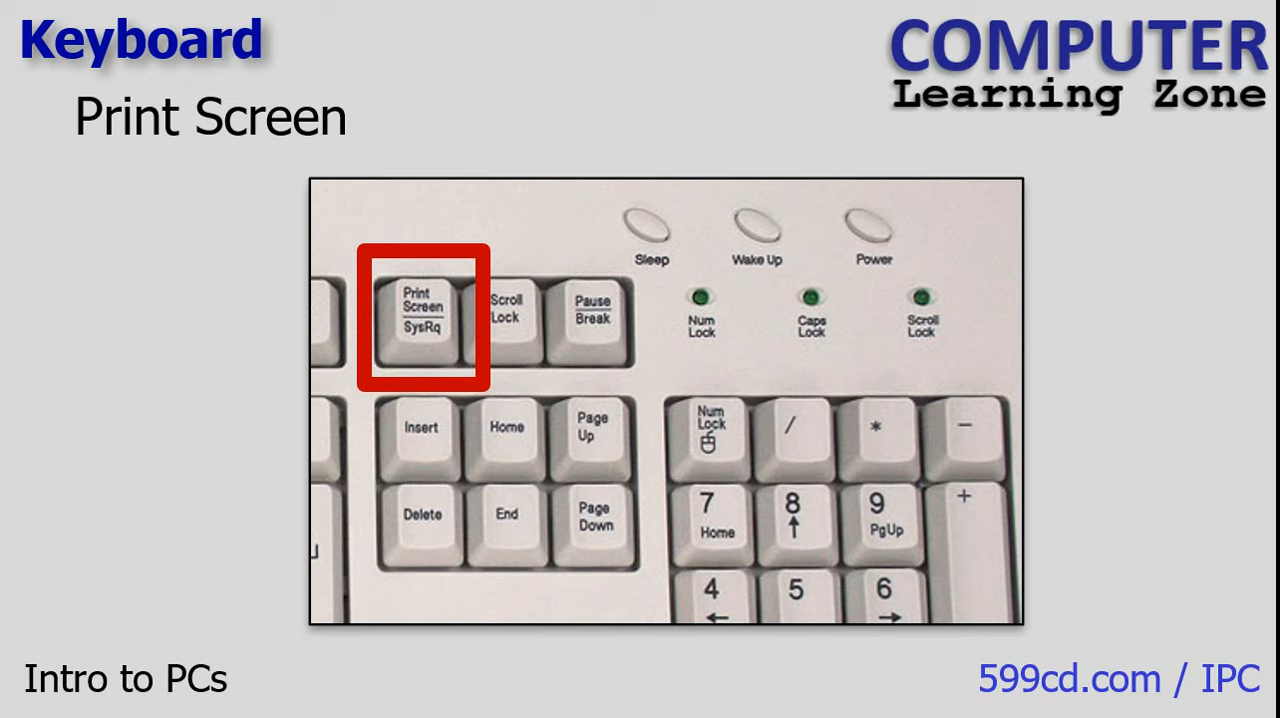 Keyboard
COMPUTER
Learning Zone
Print Screen
Sleep
Wake Up
Power
Print
Screen
SysRq
Scroll
Lock
Pause
Break
Num
Lock
Caps
Lock
Scroll
Lock
Insert
Home
Page
Up
Num
Lock
/
*
-
Delete
End
Page
Down
7
Home
8
↑
9
PgUp
+
4
←
5
6
→
Intro to PCs
599cd.com / IPC